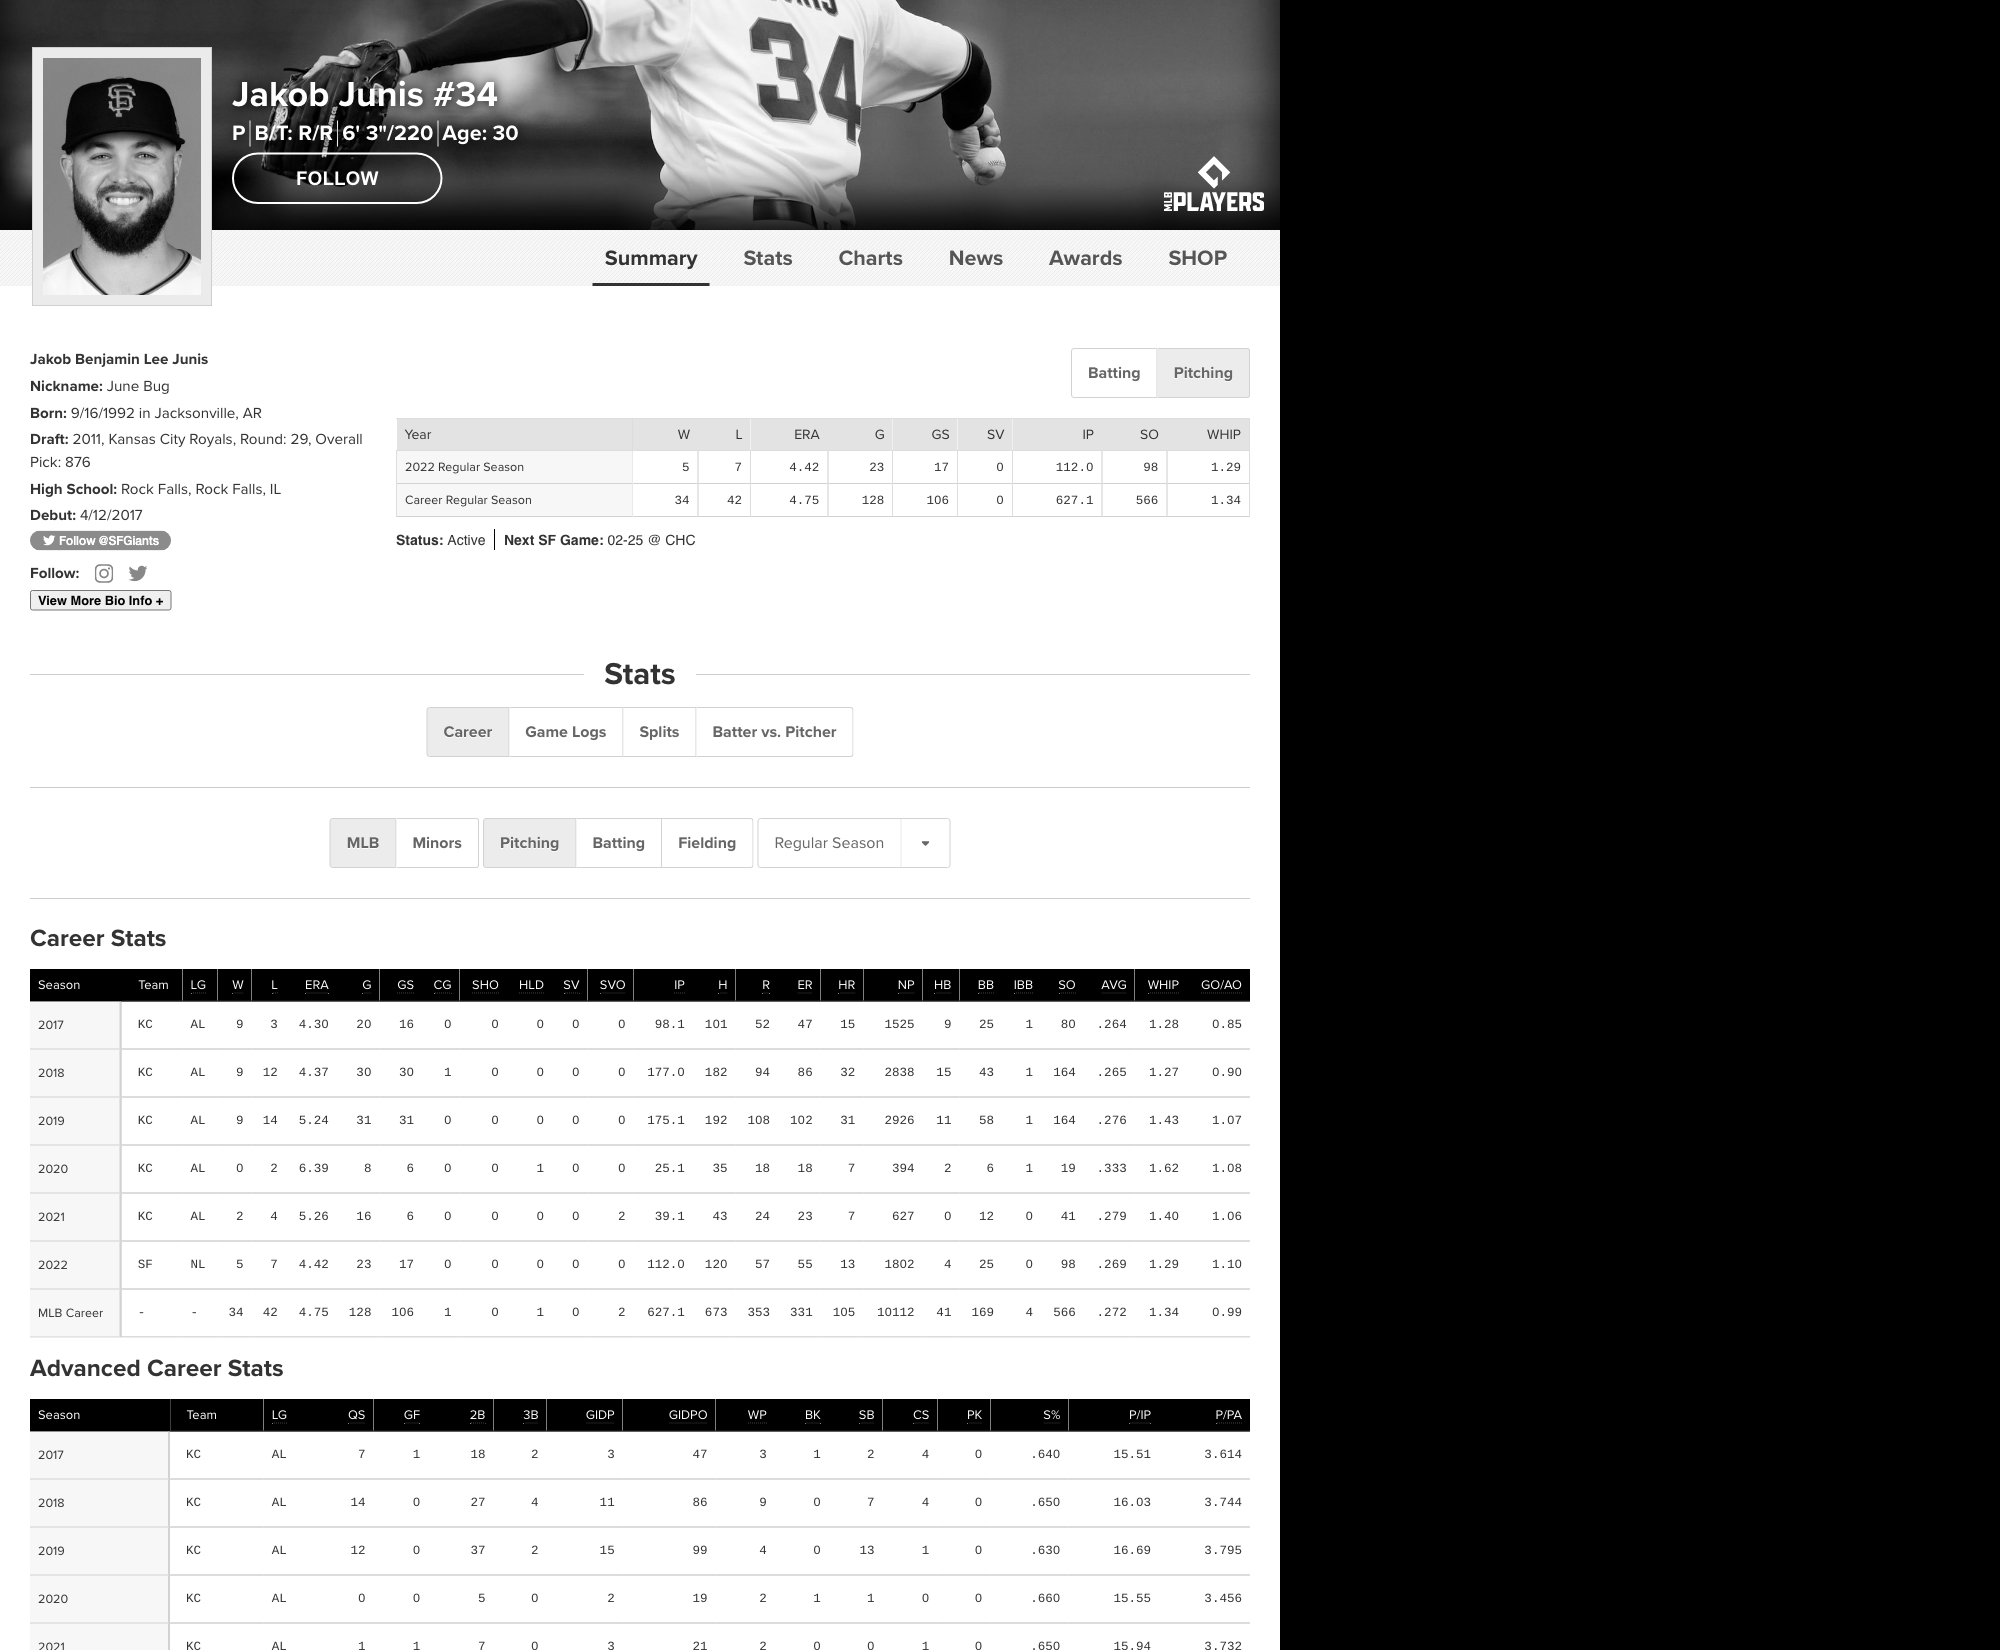 34
Jakob Junis #34
P B/T: R/R 6' 3"/220 Age: 30
FOLLOW
MLB PLAYERS
Summary Stats Charts News Awards SHOP
Jakob Benjamin Lee Junis
Nickname: June Bug
Born: 9/16/1992 in Jacksonville, AR
Draft: 2011, Kansas City Royals, Round: 29, Overall
Pick: 876
High School: Rock Falls, Rock Falls, IL
Debut: 4/12/2017
Follow @SFGiants
Follow:
View More Bio Info +
Batting Pitching
Year W L ERA G GS SV IP SO WHIP
2022 Regular Season 5 7 4.42 23 17 0 112.0 98 1.29
Career Regular Season 34 42 4.75 128 106 0 627.1 566 1.34
Status: Active Next SF Game: 02-25 @ CHC
Stats
Career Game Logs Splits Batter vs. Pitcher
MLB Minors Pitching Batting Fielding Regular Season
Career Stats
Season Team LG W L ERA G GS CG SHO HLD SV SVO IP H R ER HR NP HB BB IBB SO AVG WHIP GO/AO
2017 KC AL 9 3 4.30 20 16 0 0 0 0 0 98.1 101 52 47 15 1525 9 25 1 80 .264 1.28 0.85
2018 KC AL 9 12 4.37 30 30 1 0 0 0 0 177.0 182 94 86 32 2838 15 43 1 164 .265 1.27 0.90
2019 KC AL 9 14 5.24 31 31 0 0 0 0 0 175.1 192 108 102 31 2926 11 58 1 164 .276 1.43 1.07
2020 KC AL 0 2 6.39 8 6 0 0 1 0 0 25.1 35 18 18 7 394 2 6 1 19 .333 1.62 1.08
2021 KC AL 2 4 5.26 16 6 0 0 0 0 2 39.1 43 24 23 7 627 0 12 0 41 .279 1.40 1.06
2022 SF NL 5 7 4.42 23 17 0 0 0 0 0 112.0 120 57 55 13 1802 4 25 0 98 .269 1.29 1.10
MLB Career - - 34 42 4.75 128 106 1 0 1 0 2 627.1 673 353 331 105 10112 41 169 4 566 .272 1.34 0.99
Advanced Career Stats
Season Team LG QS GF 2B 3B GIDP GIDPO WP BK SB CS PK S% P/IP P/PA
2017 KC AL 7 1 18 2 3 47 3 1 2 4 0 .640 15.51 3.614
2018 KC AL 14 0 27 4 11 86 9 0 7 4 0 .650 16.03 3.744
2019 KC AL 12 0 37 2 15 99 4 0 13 1 0 .630 16.69 3.795
2020 KC AL 0 0 5 0 2 19 2 1 1 0 0 .660 15.55 3.456
2021 KC AL 1 1 7 0 3 21 2 0 0 1 0 .650 15.94 3.732